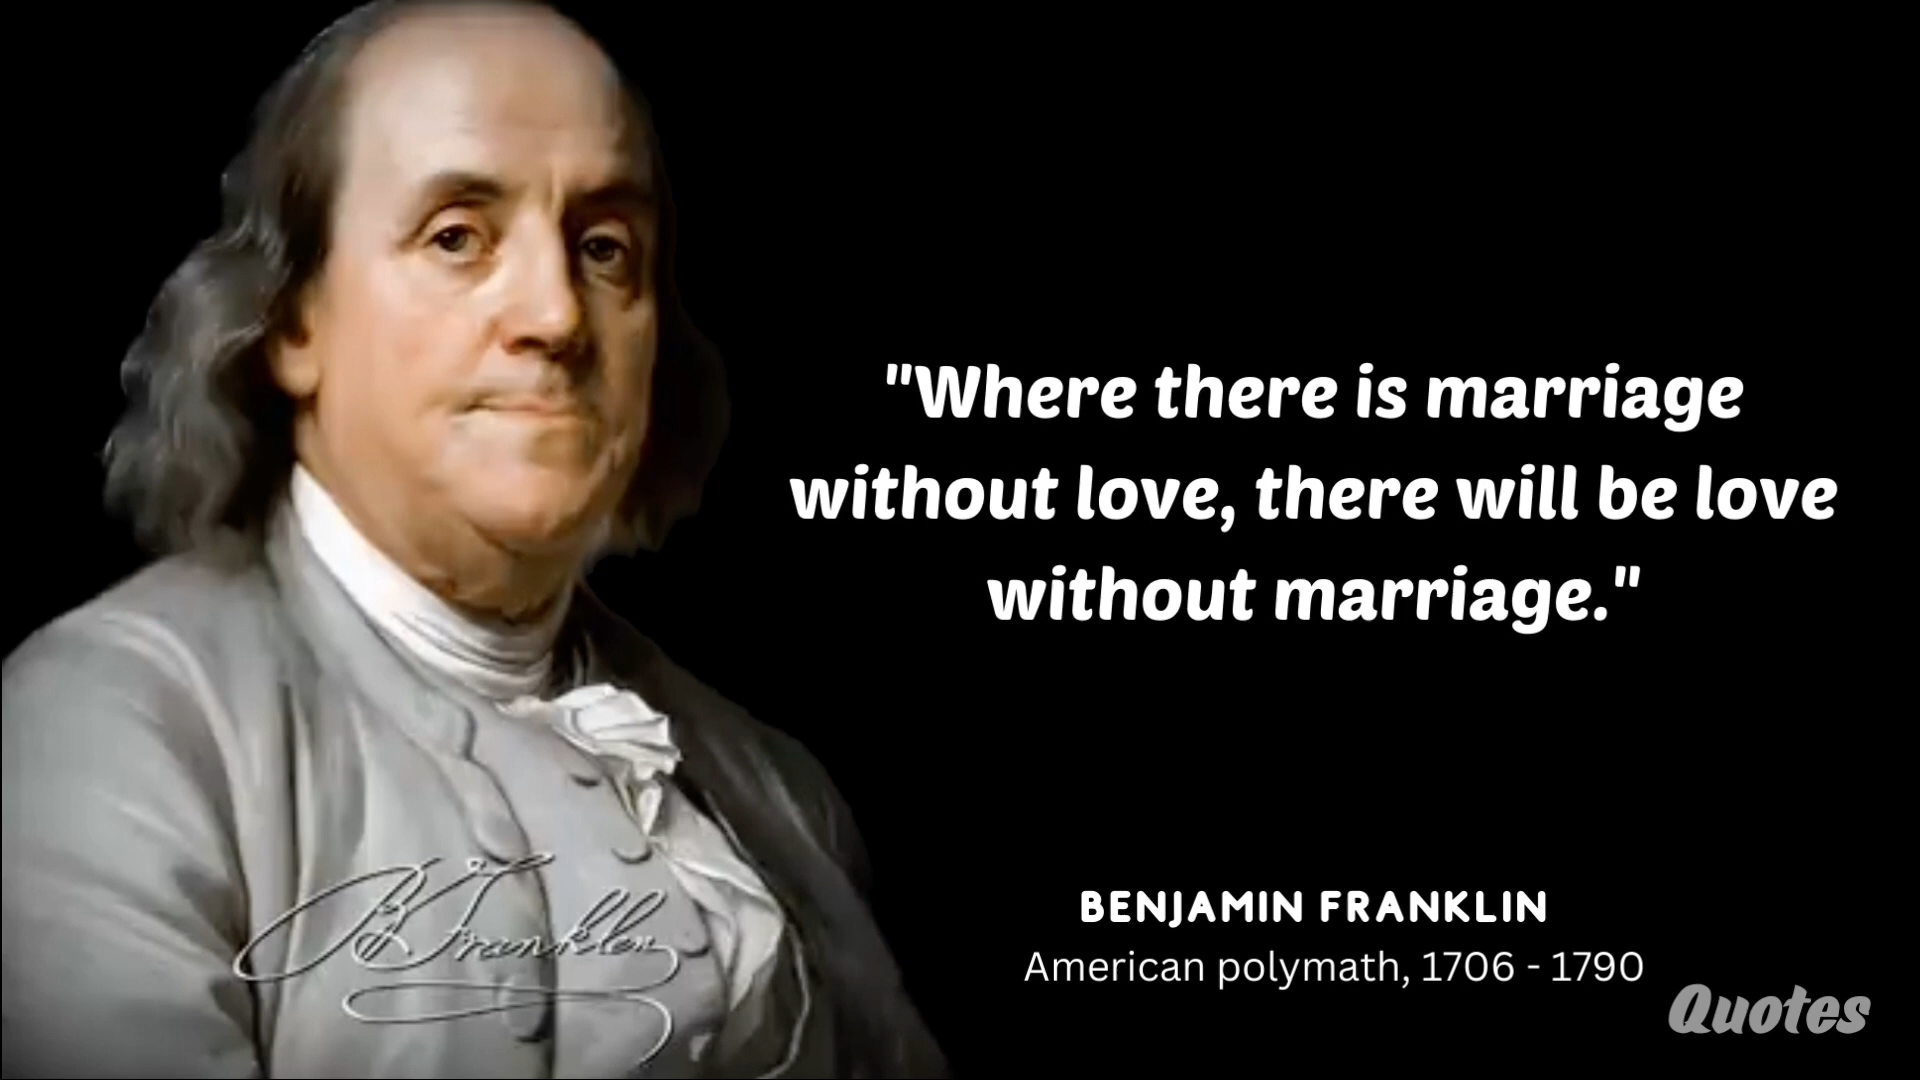 "Where there is marriage
without love, there will be love
without marriage."
B Franklin
BENJAMIN FRANKLIN
American polymath, 1706 - 1790
Quotes